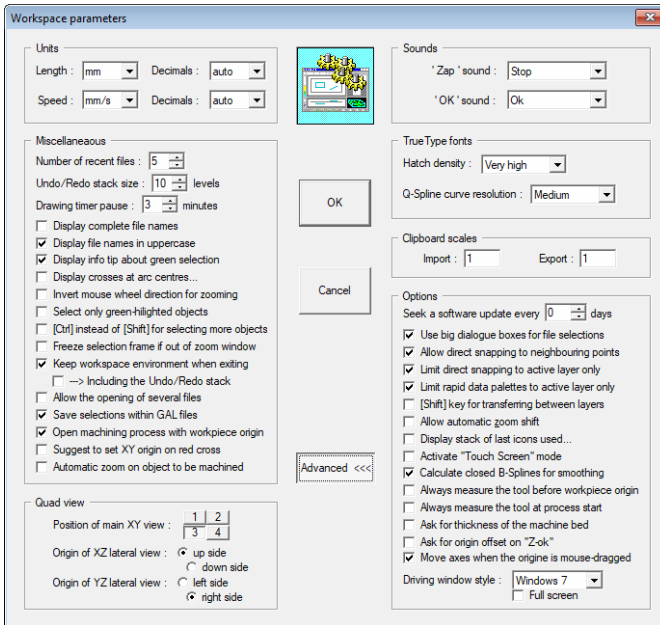 Workspace parameters
Units
Length : mm Decimals : auto
Speed : mm/s Decimals : auto
Miscellaneaous
Number of recent files : 5
Undo/Redo stack size : 10 levels
Drawing timer pause : 3 minutes
Display complete file names
Display file names in uppercase
Display info tip about green selection
Display crosses at arc centres...
Invert mouse wheel direction for zooming
Select only green-hilighted objects
[Ctrl] instead of [Shift] for selecting more objects
Freeze selection frame if out of zoom window
Keep workspace environment when exiting
---> Including the Undo/Redo stack
Allow the opening of several files
Save selections within GAL files
Open machining process with workpiece origin
Suggest to set XY origin on red cross
Automatic zoom on object to be machined
Quad view
Position of main XY view : 1 2
3 4
Origin of XZ lateral view : up side
down side
Origin of YZ lateral view : left side
right side
OK
Cancel
Advanced <<<
Sounds
' Zap ' sound : Stop
' OK ' sound : Ok
TrueType fonts
Hatch density : Very high
Q-Spline curve resolution : Medium
Clipboard scales
Import : 1 Export : 1
Options
Seek a software update every 0 days
Use big dialogue boxes for file selections
Allow direct snapping to neighbouring points
Limit direct snapping to active layer only
Limit rapid data palettes to active layer only
[Shift] key for transferring between layers
Allow automatic zoom shift
Display stack of last icons used...
Activate "Touch Screen" mode
Calculate closed B-Splines for smoothing
Always measure the tool before workpiece origin
Always measure the tool at process start
Ask for thickness of the machine bed
Ask for origin offset on "Z-ok"
Move axes when the origine is mouse-dragged
Driving window style : Windows 7
Full screen